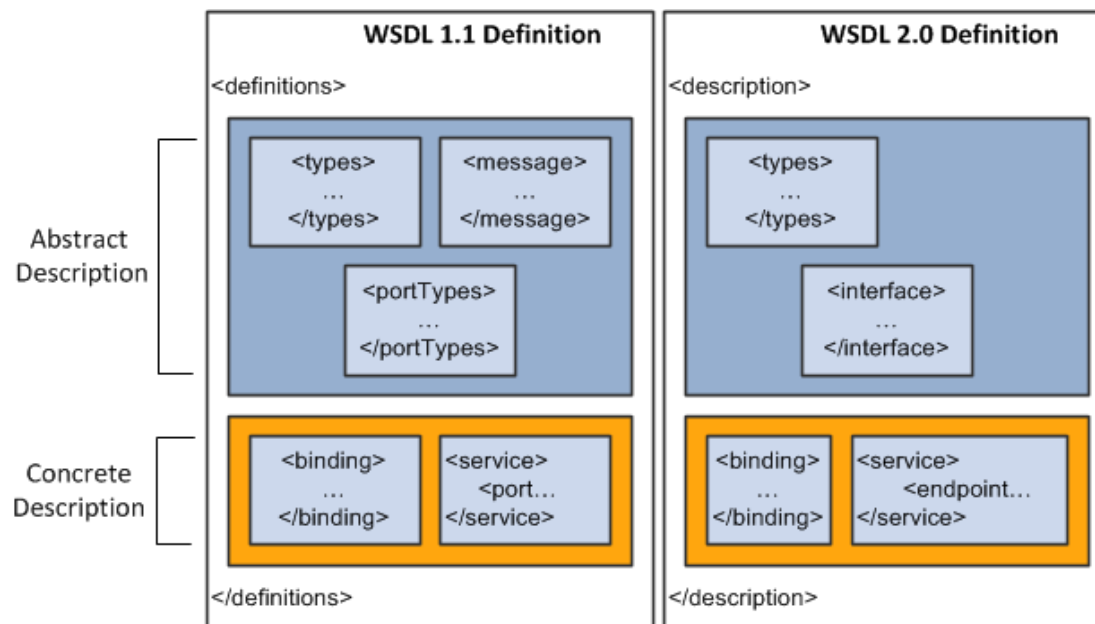 WSDL 1.1 Definition
<definitions>
Abstract
Description
<types>
…
</types>
<message>
…
</message>
<portTypes>
…
</portTypes>
Concrete
Description
<binding>
…
</binding>
<service>
<port…
</service>
</definitions>
WSDL 2.0 Definition
<description>
<types>
…
</types>
<interface>
…
</interface>
<binding>
…
</binding>
<service>
<endpoint…
</service>
</description>